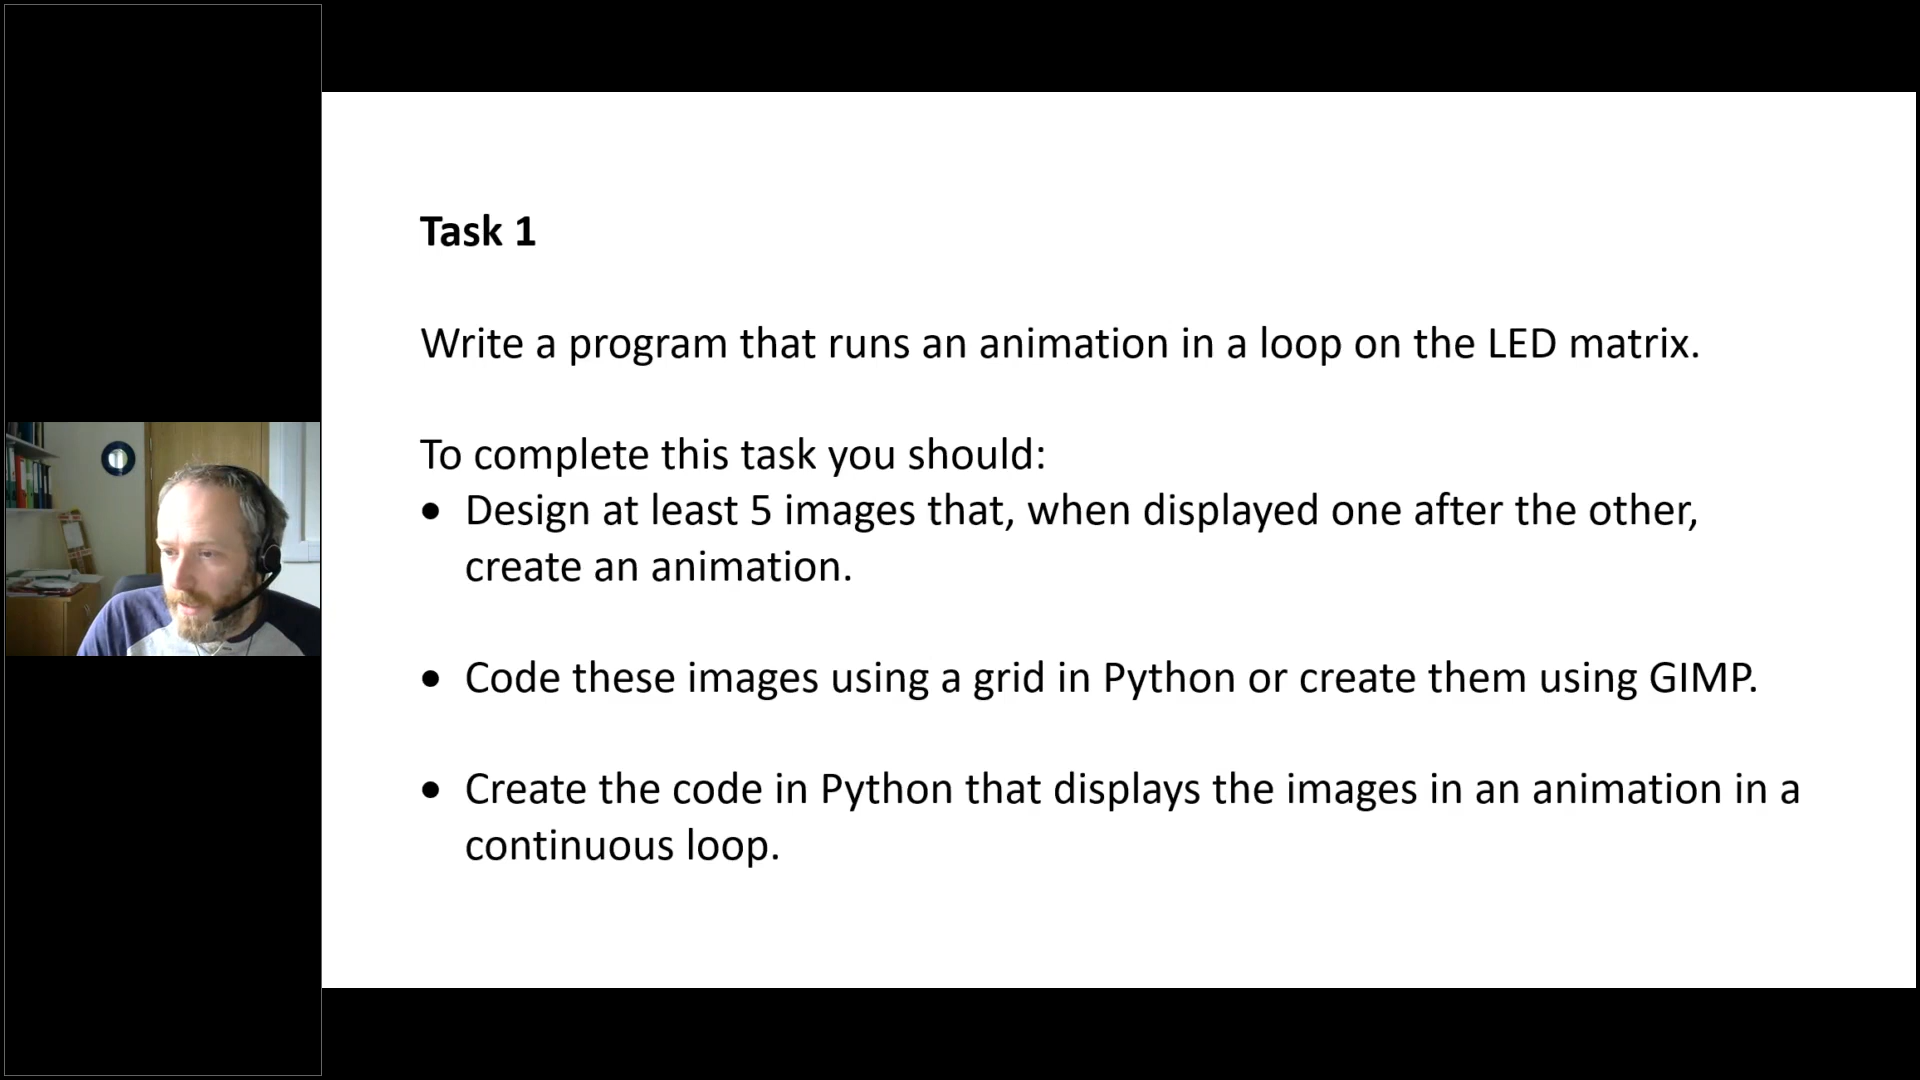 Task 1
Write a program that runs an animation in a loop on the LED matrix.
To complete this task you should:
• Design at least 5 images that, when displayed one after the other,
create an animation.
• Code these images using a grid in Python or create them using GIMP.
• Create the code in Python that displays the images in an animation in a
continuous loop.